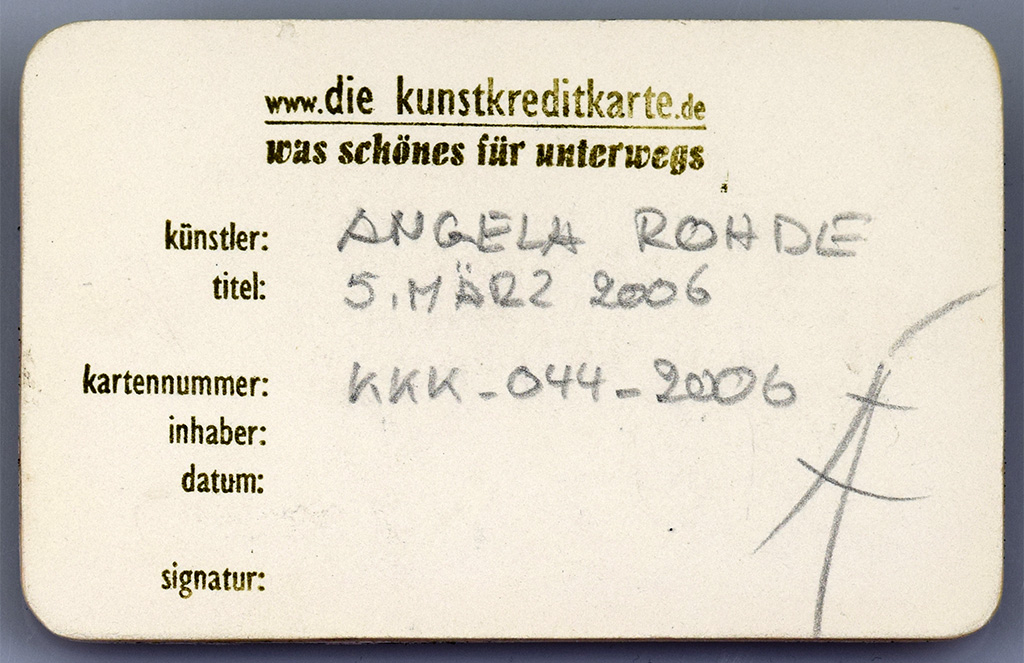 www.die kunstkreditkarte.de
was schönes für unterwegs
künstler: ANGELA ROHDE
titel: 5. MÄRZ 2006
kartennummer: KKK-044-2006
inhaber:
datum:
signatur: